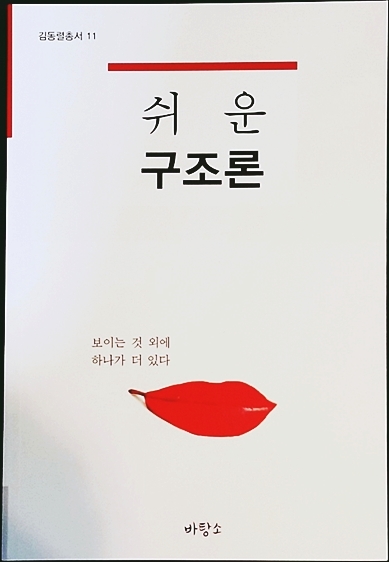 김동렬총서 11
쉬 운
구조론
보이는 것 외에
하나가 더 있다
바탕소